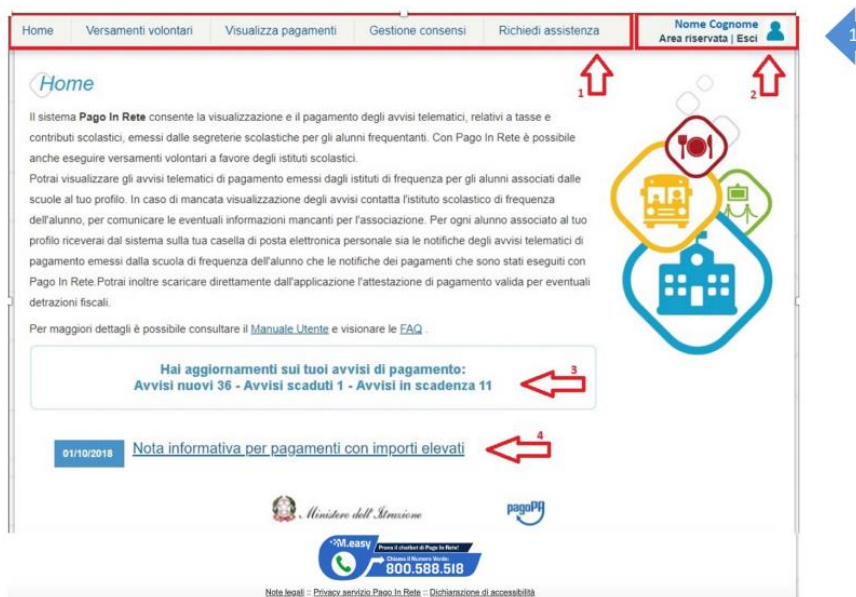 Home Versamenti volontari Visualizza pagamenti Gestione consensi Richiedi assistenza
Nome Cognome
Area riservata | Esci
1
1
2
Home
Il sistema Pago In Rete consente la visualizzazione e il pagamento degli avvisi telematici, relativi a tasse e
contributi scolastici, emessi dalle segreterie scolastiche per gli alunni frequentanti. Con Pago In Rete è possibile
anche eseguire versamenti volontari a favore degli istituti scolastici.
Potrai visualizzare gli avvisi telematici di pagamento emessi dagli istituti di frequenza per gli alunni associati dalle
scuole al tuo profilo. In caso di mancata visualizzazione degli avvisi contatta l'istituto scolastico di frequenza
dell'alunno, per comunicare le eventuali informazioni mancanti per l'associazione. Per ogni alunno associato al tuo
profilo riceverai dal sistema sulla tua casella di posta elettronica personale sia le notifiche degli avvisi telematici di
pagamento emessi dalla scuola di frequenza dell'alunno che le notifiche dei pagamenti che sono stati eseguiti con
Pago In Rete.Potrai inoltre scaricare direttamente dall'applicazione l'attestazione di pagamento valida per eventuali
detrazioni fiscali.
Per maggiori dettagli è possibile consultare il Manuale Utente e visionare le FAQ .
Hai aggiornamenti sui tuoi avvisi di pagamento:
Avvisi nuovi 36 - Avvisi scaduti 1 - Avvisi in scadenza 11
3
01/10/2018 Nota informativa per pagamenti con importi elevati
4
Ministero dell'Istruzione
pagoPA
M.easy Prova il chatbot di Pago In Rete!
Chiama il Numero Verde:
800.588.518
Note legali :: Privacy servizio Pago In Rete :: Dichiarazione di accessibilità